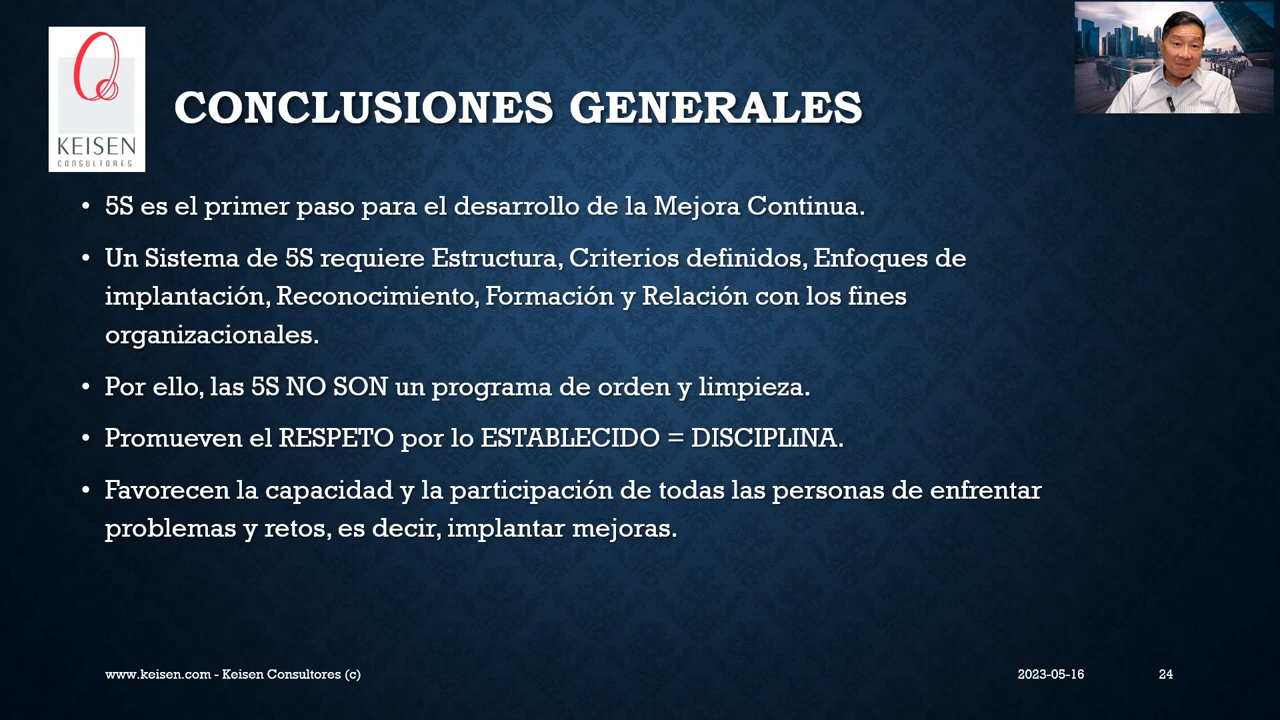 KEISEN
CONSULTORES
CONCLUSIONES GENERALES
• 5S es el primer paso para el desarrollo de la Mejora Continua.
• Un Sistema de 5S requiere Estructura, Criterios definidos, Enfoques de
implantación, Reconocimiento, Formación y Relación con los fines
organizacionales.
• Por ello, las 5S NO SON un programa de orden y limpieza.
• Promueven el RESPETO por lo ESTABLECIDO = DISCIPLINA.
• Favorecen la capacidad y la participación de todas las personas de enfrentar
problemas y retos, es decir, implantar mejoras.
www.keisen.com - Keisen Consultores (c)
2023-05-16
24